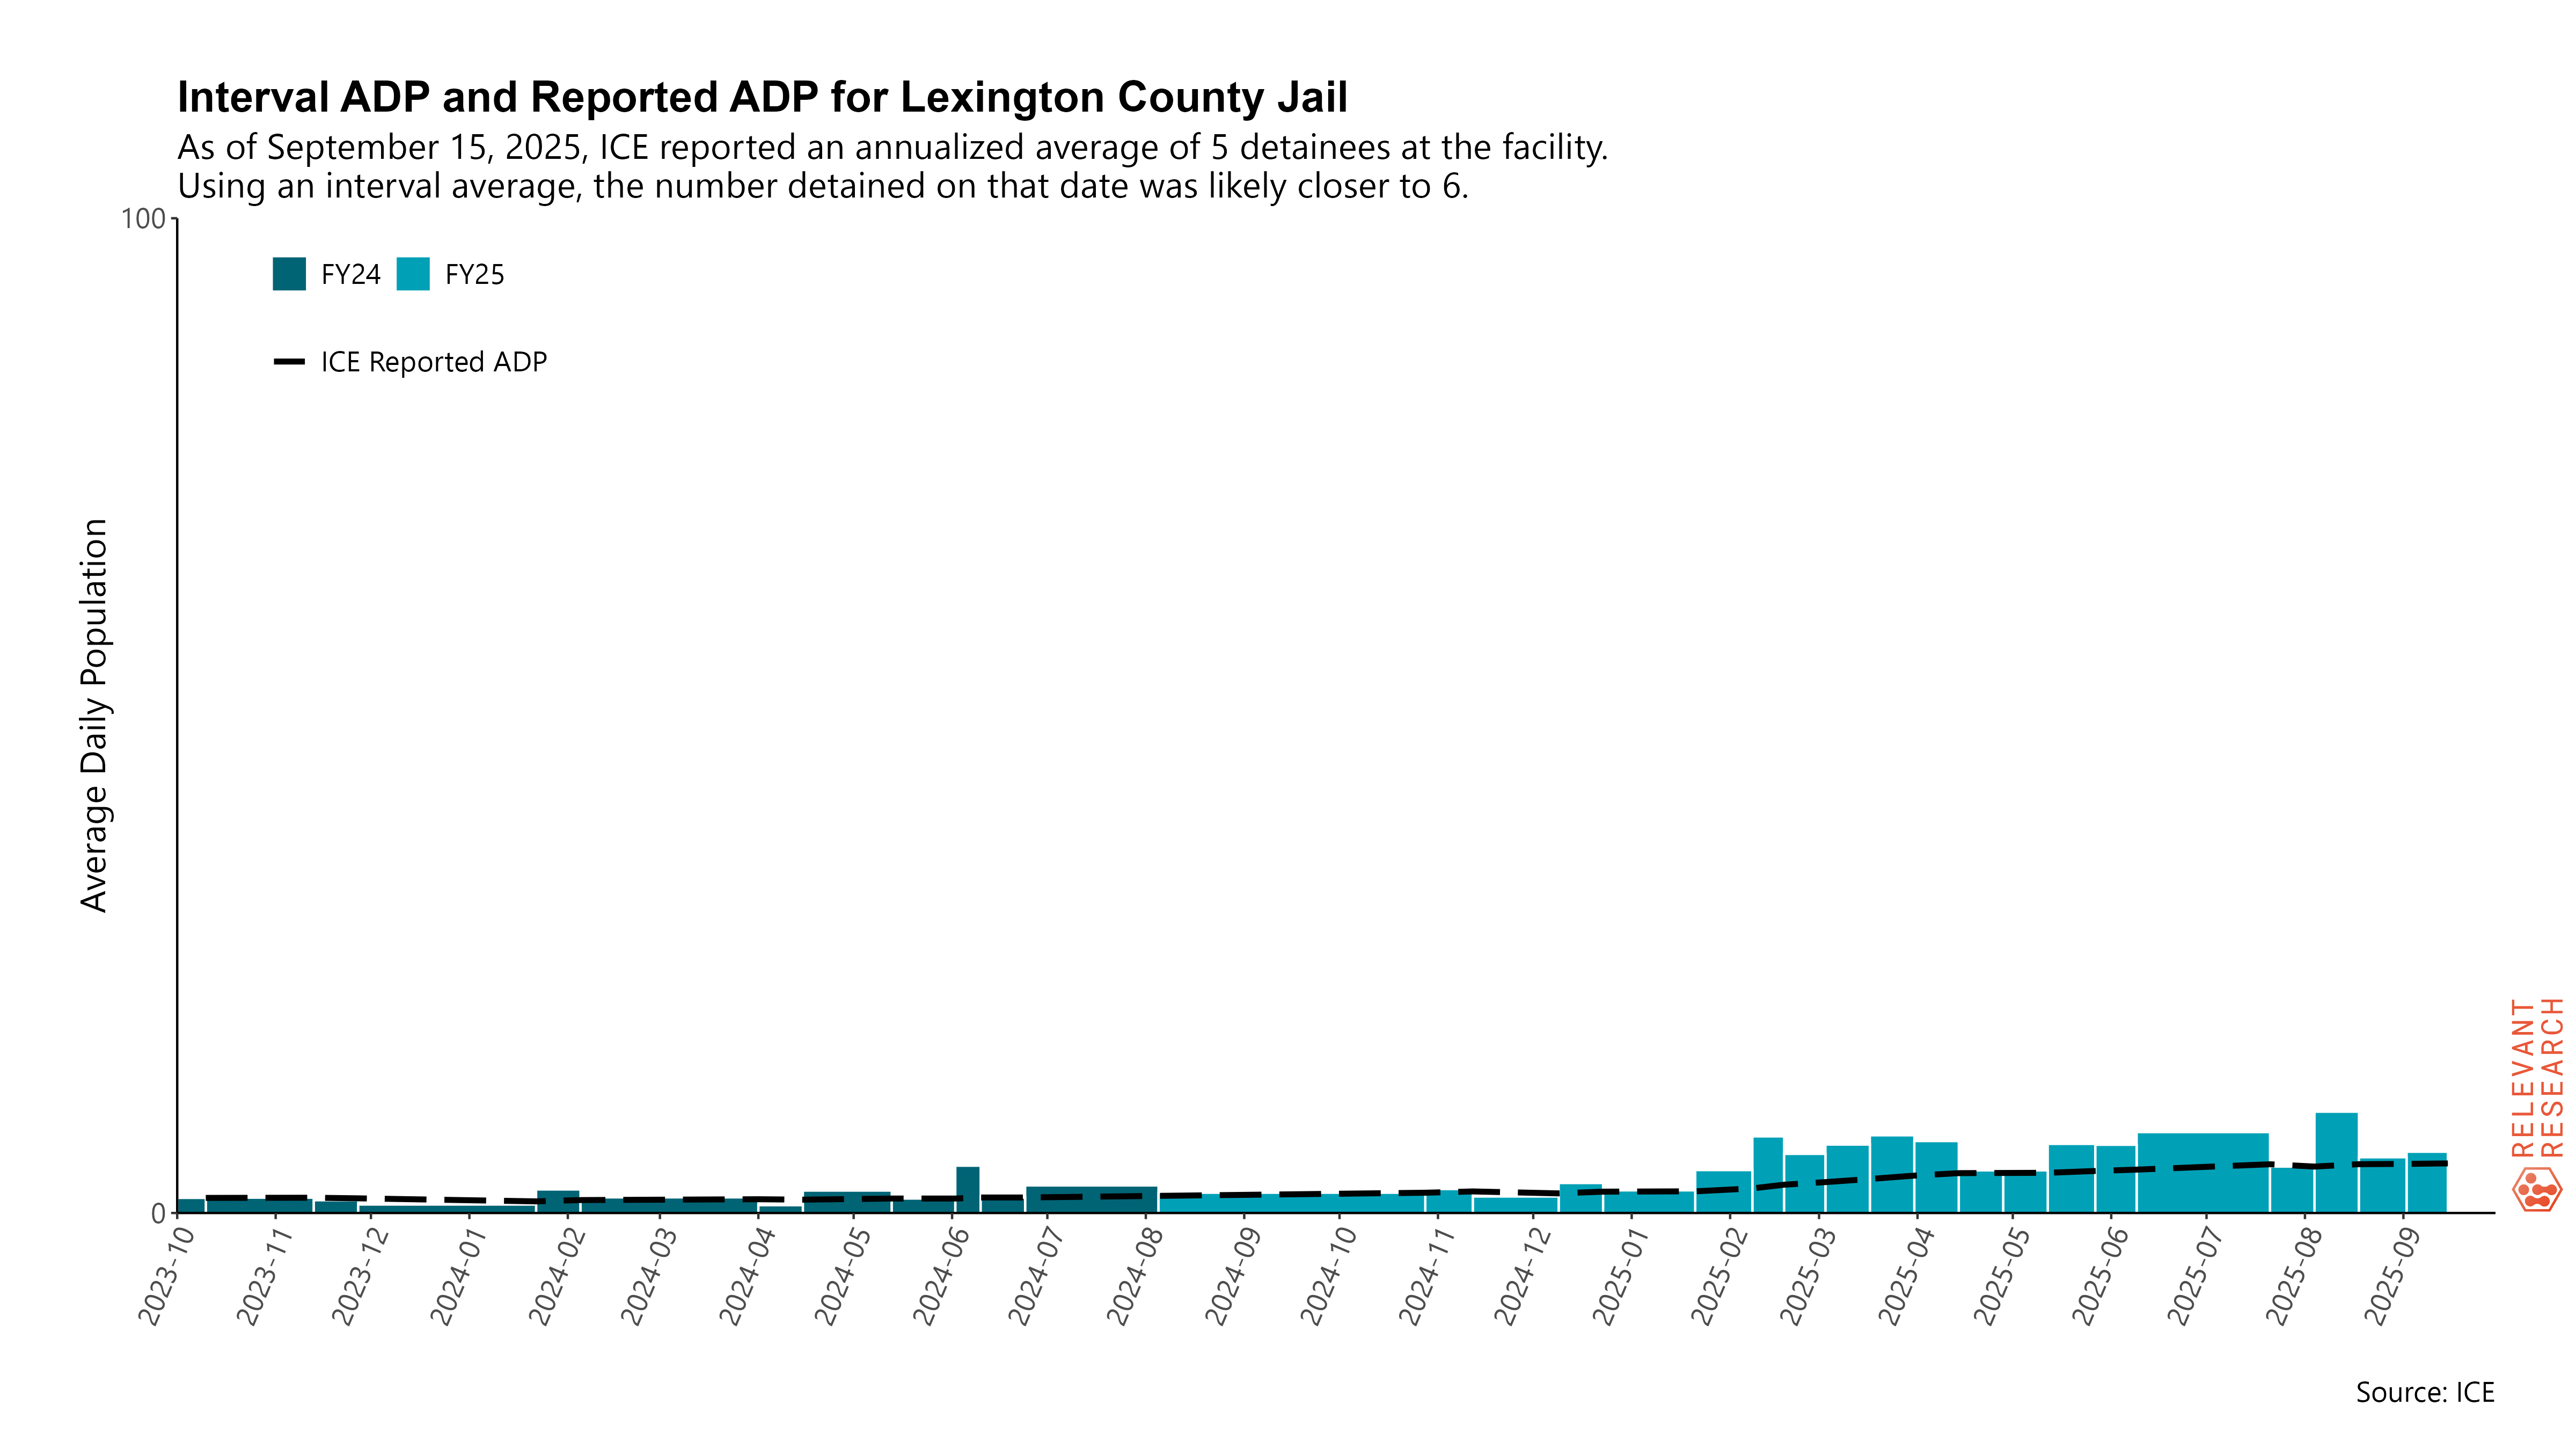 Interval ADP and Reported ADP for Lexington County Jail
As of September 15, 2025, ICE reported an annualized average of 5 detainees at the facility.
Using an interval average, the number detained on that date was likely closer to 6.
100
FY24 FY25
ICE Reported ADP
Average Daily Population
0
2023-10
2023-11
2023-12
2024-01
2024-02
2024-03
2024-04
2024-05
2024-06
2024-07
2024-08
2024-09
2024-10
2024-11
2024-12
2025-01
2025-02
2025-03
2025-04
2025-05
2025-06
2025-07
2025-08
2025-09
RELEVANT
RESEARCH
Source: ICE